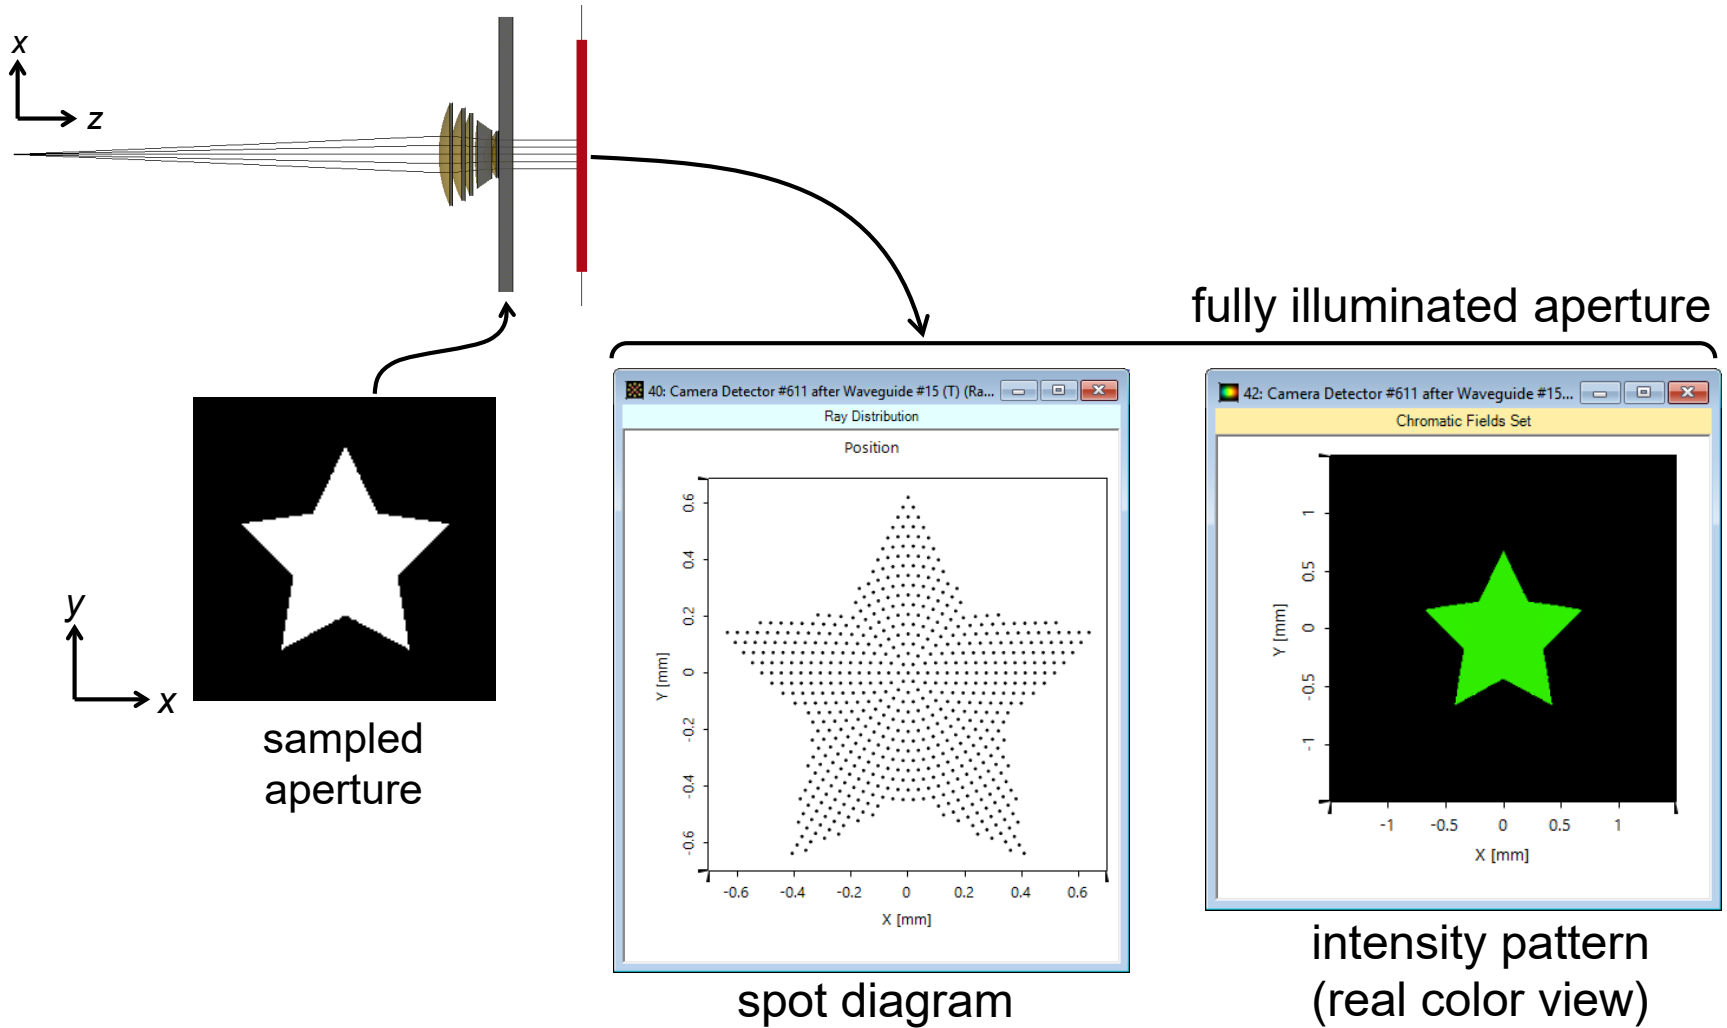 x
z
fully illuminated aperture
40: Camera Detector #611 after Waveguide #15 (T) (Ra...
Ray Distribution
Position
0.6
0.4
0.2
0
-0.2
-0.4
-0.6
Y [mm]
-0.6 -0.4 -0.2 0 0.2 0.4 0.6
X [mm]
42: Camera Detector #611 after Waveguide #15...
Chromatic Fields Set
1
0.5
0
-0.5
-1
Y [mm]
-1 -0.5 0 0.5 1
X [mm]
y
x
sampled
aperture
spot diagram
intensity pattern
(real color view)